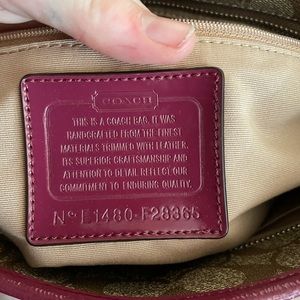 COACH
THIS IS A COACH BAG. IT WAS
HANDCRAFTED FROM THE FINEST
MATERIALS TRIMMED WITH LEATHER.
ITS SUPERIOR CRAFTSMANSHIP AND
ATTENTION TO DETAIL REFLECT OUR
COMMITMENT TO ENDURING QUALITY.
Nº E1480-F28365